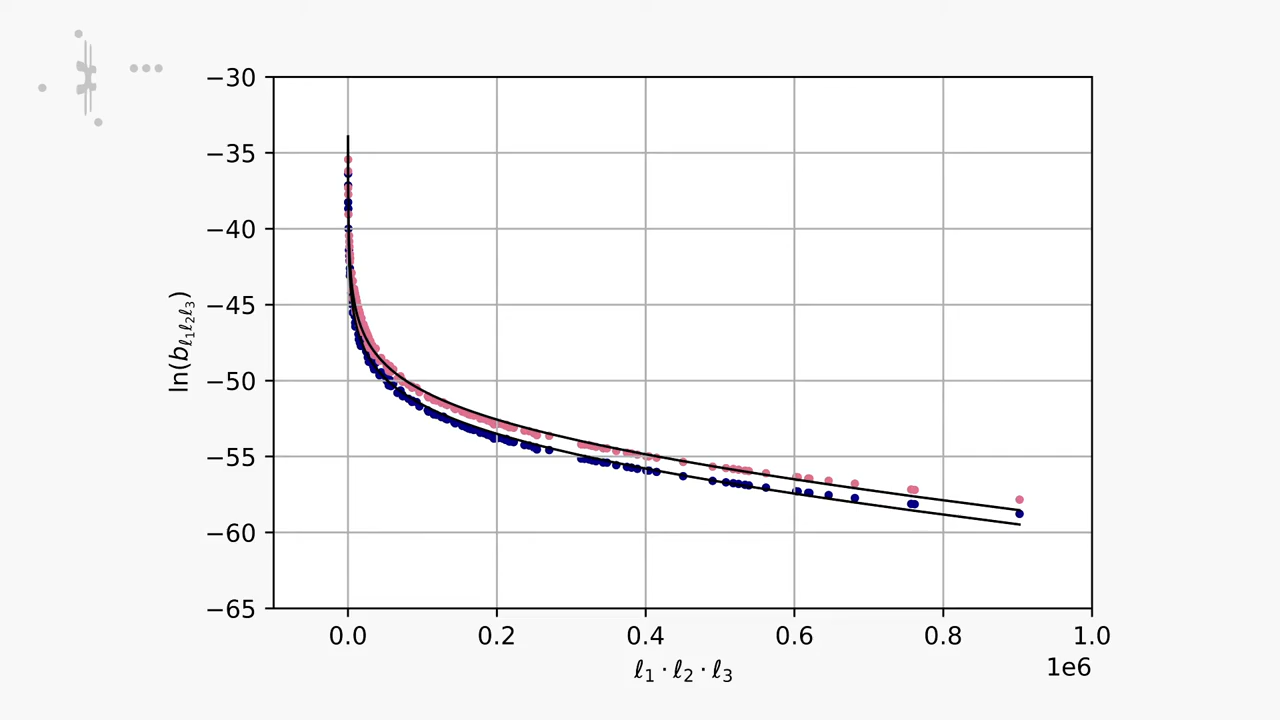 −30
−35
−40
−45
−50
−55
−60
−65
ln(b_{ℓ₁ℓ₂ℓ₃})
0.0 0.2 0.4 0.6 0.8 1.0
1e6
ℓ₁ · ℓ₂ · ℓ₃